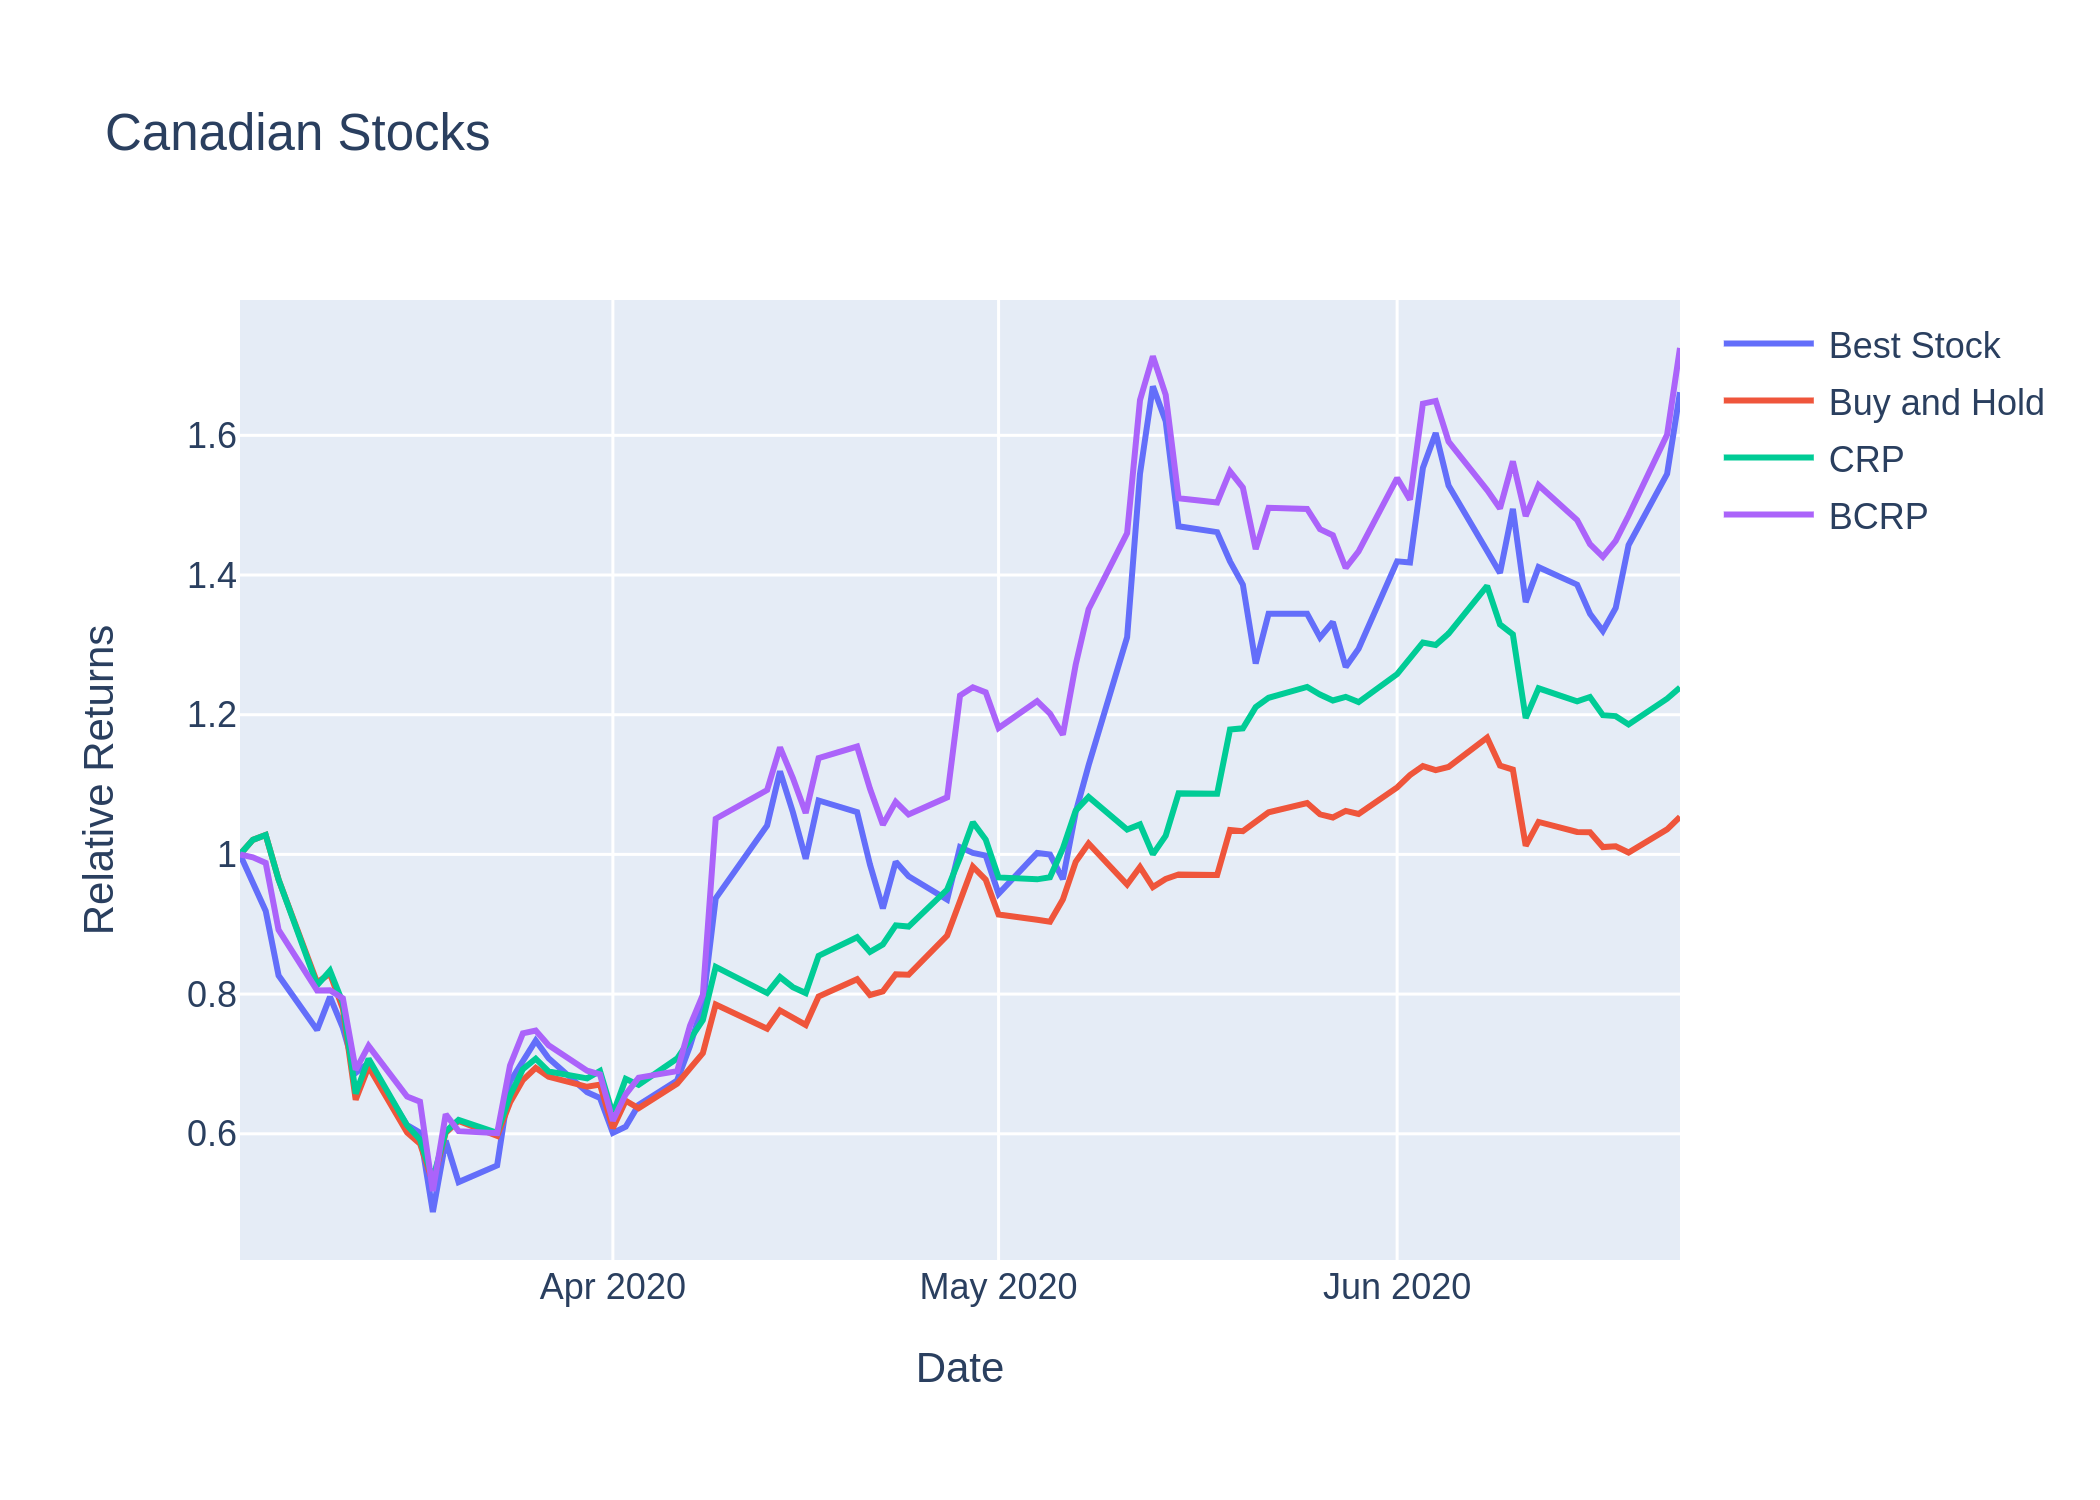 Canadian Stocks
Best Stock
Buy and Hold
CRP
BCRP
Relative Returns
1.6
1.4
1.2
1
0.8
0.6
Apr 2020
May 2020
Jun 2020
Date